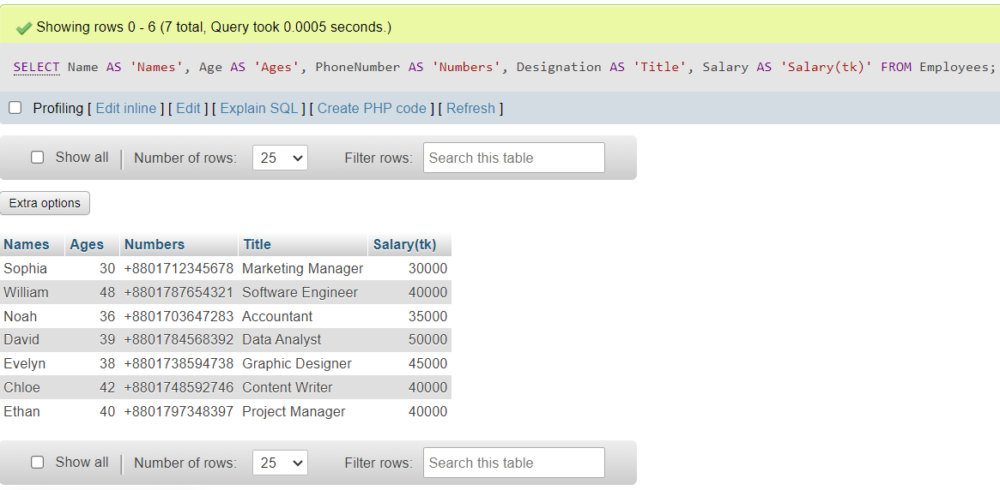 Showing rows 0 - 6 (7 total, Query took 0.0005 seconds.)
SELECT Name AS 'Names', Age AS 'Ages', PhoneNumber AS 'Numbers', Designation AS 'Title', Salary AS 'Salary(tk)' FROM Employees;
Profiling [ Edit inline ] [ Edit ] [ Explain SQL ] [ Create PHP code ] [ Refresh ]
Show all Number of rows: 25 Filter rows: Search this table
Extra options
Names Ages Numbers Title Salary(tk)
Sophia 30 +8801712345678 Marketing Manager 30000
William 48 +8801787654321 Software Engineer 40000
Noah 36 +8801703647283 Accountant 35000
David 39 +8801784568392 Data Analyst 50000
Evelyn 38 +8801738594738 Graphic Designer 45000
Chloe 42 +8801748592746 Content Writer 40000
Ethan 40 +8801797348397 Project Manager 40000
Show all Number of rows: 25 Filter rows: Search this table